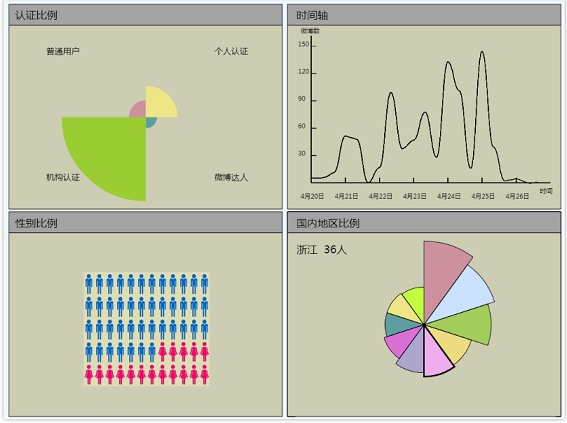 认证比例
普通用户
个人认证
机构认证
微博达人
时间轴
微博数
150
120
90
60
30
4月20日
4月21日
4月22日
4月23日
4月24日
4月25日
4月26日
时间
性别比例
国内地区比例
浙江 36人